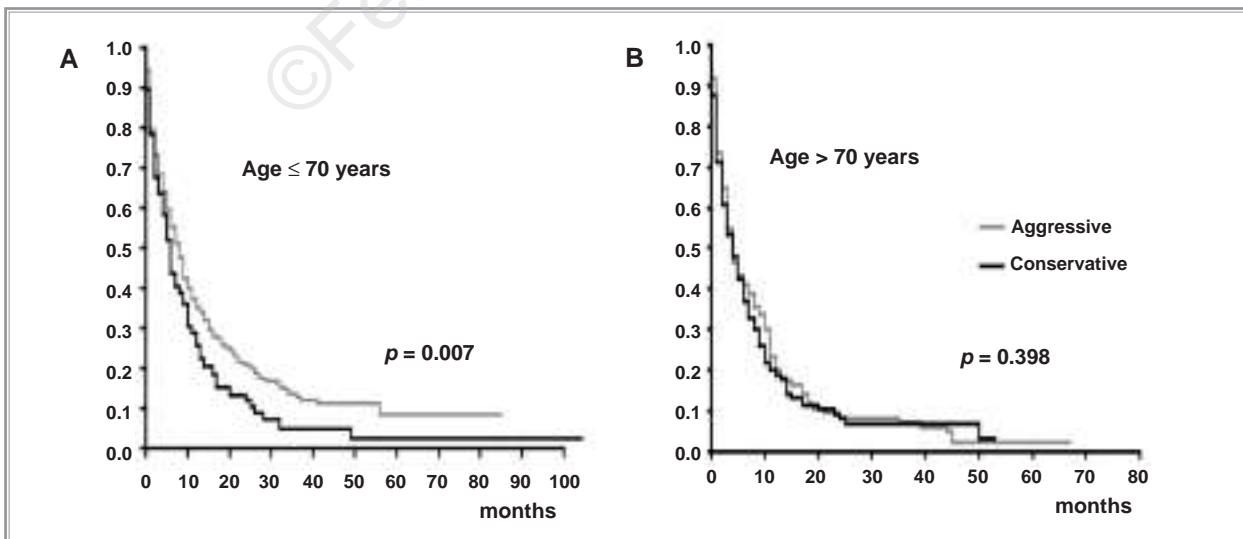 ©Fe
A
1.0
0.9
0.8
0.7
0.6
0.5
0.4
0.3
0.2
0.1
0.0
Age ≤ 70 years
p = 0.007
0 10 20 30 40 50 60 70 80 90 100
months
B
1.0
0.9
0.8
0.7
0.6
0.5
0.4
0.3
0.2
0.1
0.0
Age > 70 years
Aggressive
Conservative
p = 0.398
0 10 20 30 40 50 60 70 80
months